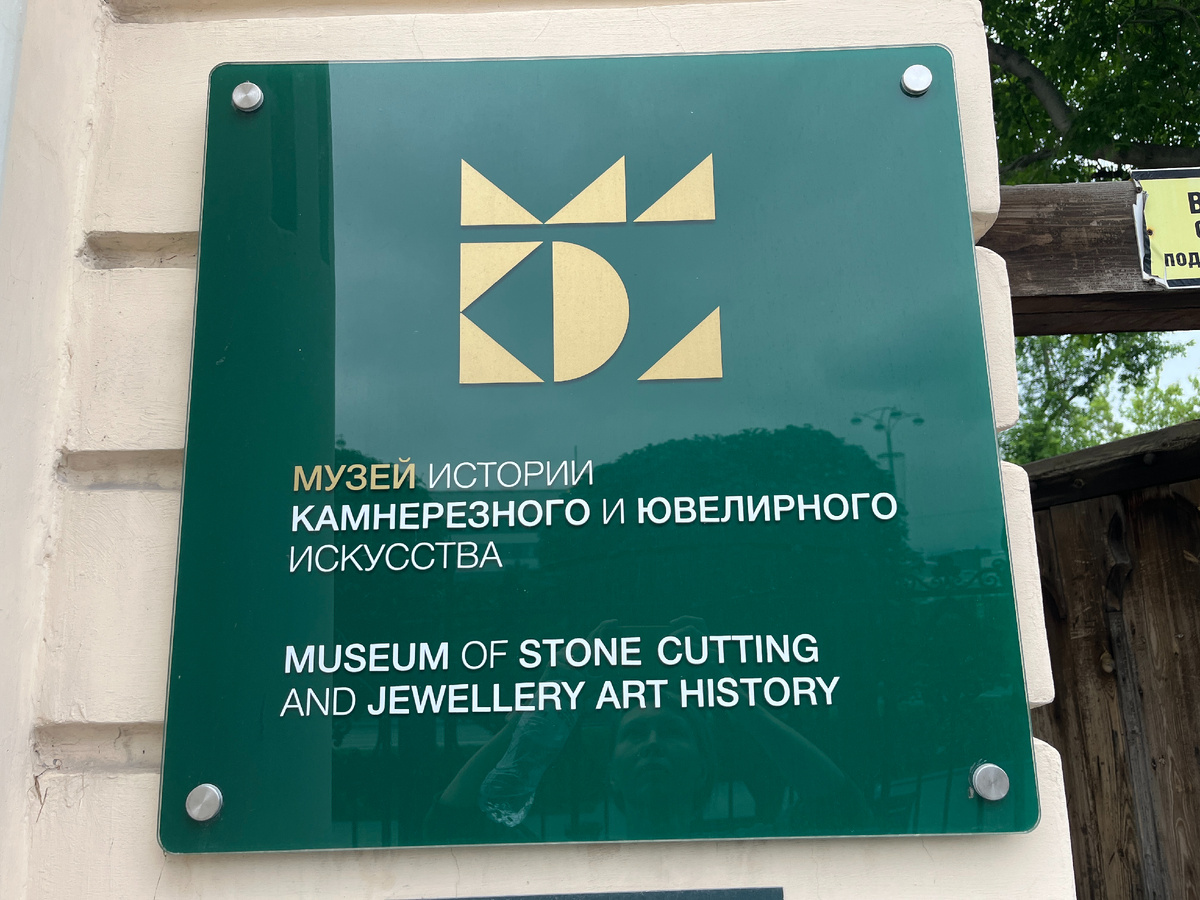 МУЗЕЙ ИСТОРИИ
КАМНЕРЕЗНОГО И ЮВЕЛИРНОГО
ИСКУССТВА
MUSEUM OF STONE CUTTING
AND JEWELLERY ART HISTORY